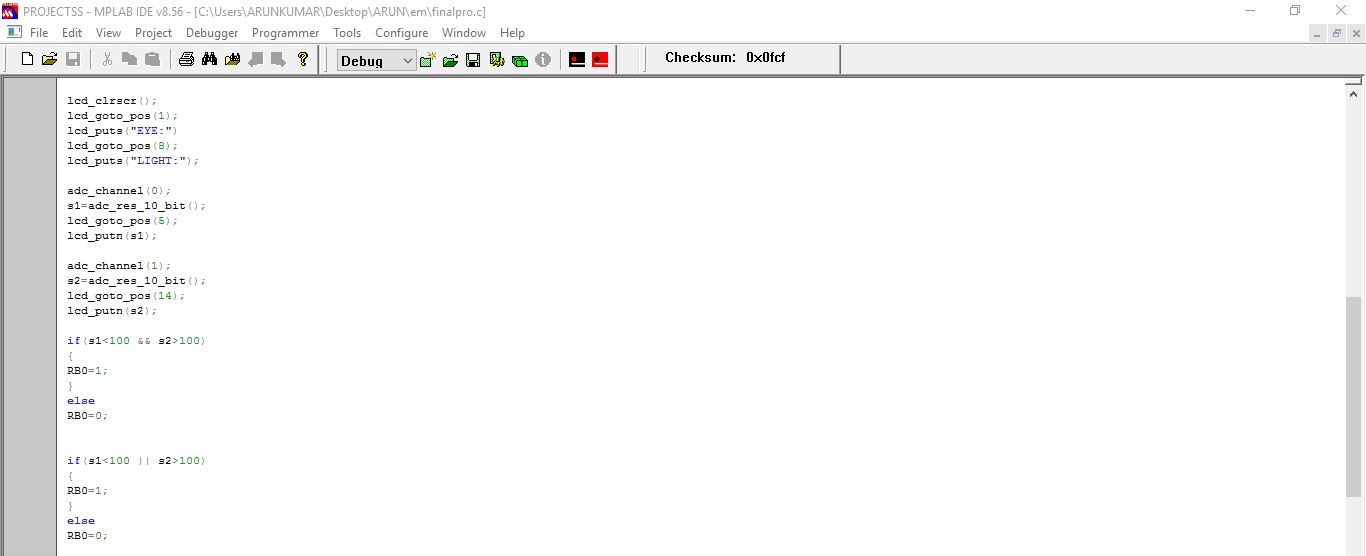 PROJECTSS - MPLAB IDE v8.56 - [C:\Users\ARUNKUMAR\Desktop\ARUN\em\finalpro.c]
File Edit View Project Debugger Programmer Tools Configure Window Help
Debug Checksum: 0x0fcf
lcd_clrscr();
lcd_goto_pos(1);
lcd_puts("EYE:")
lcd_goto_pos(8);
lcd_puts("LIGHT:");
adc_channel(0);
s1=adc_res_10_bit();
lcd_goto_pos(5);
lcd_putn(s1);
adc_channel(1);
s2=adc_res_10_bit();
lcd_goto_pos(14);
lcd_putn(s2);
if(s1<100 && s2>100)
{
RB0=1;
}
else
RB0=0;
if(s1<100 || s2>100)
{
RB0=1;
}
else
RB0=0;